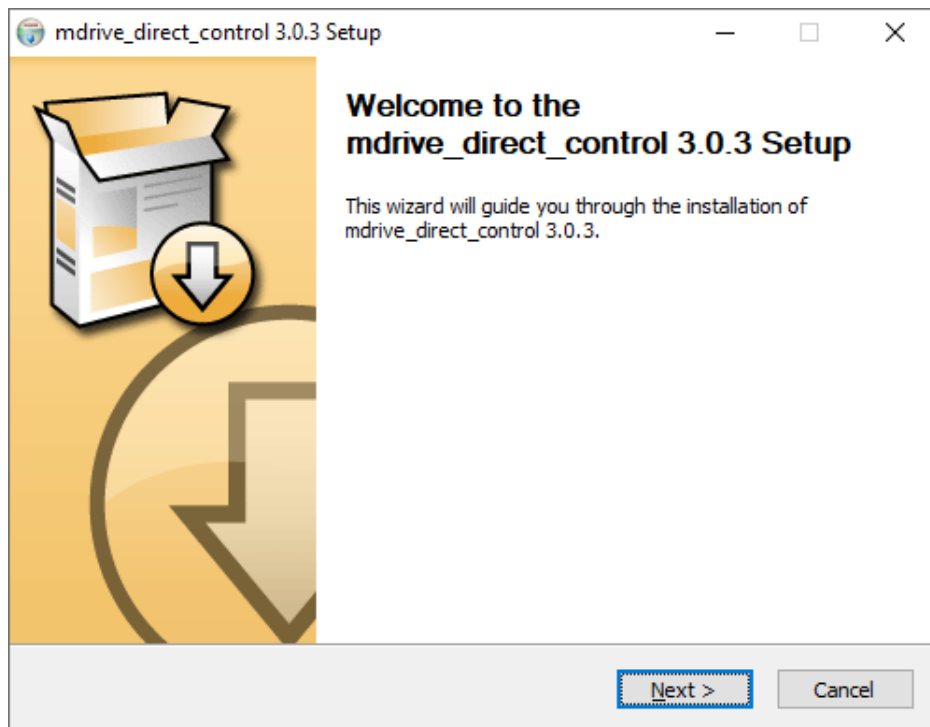 mdrive_direct_control 3.0.3 Setup
Welcome to the
mdrive_direct_control 3.0.3 Setup
This wizard will guide you through the installation of
mdrive_direct_control 3.0.3.
Next >
Cancel